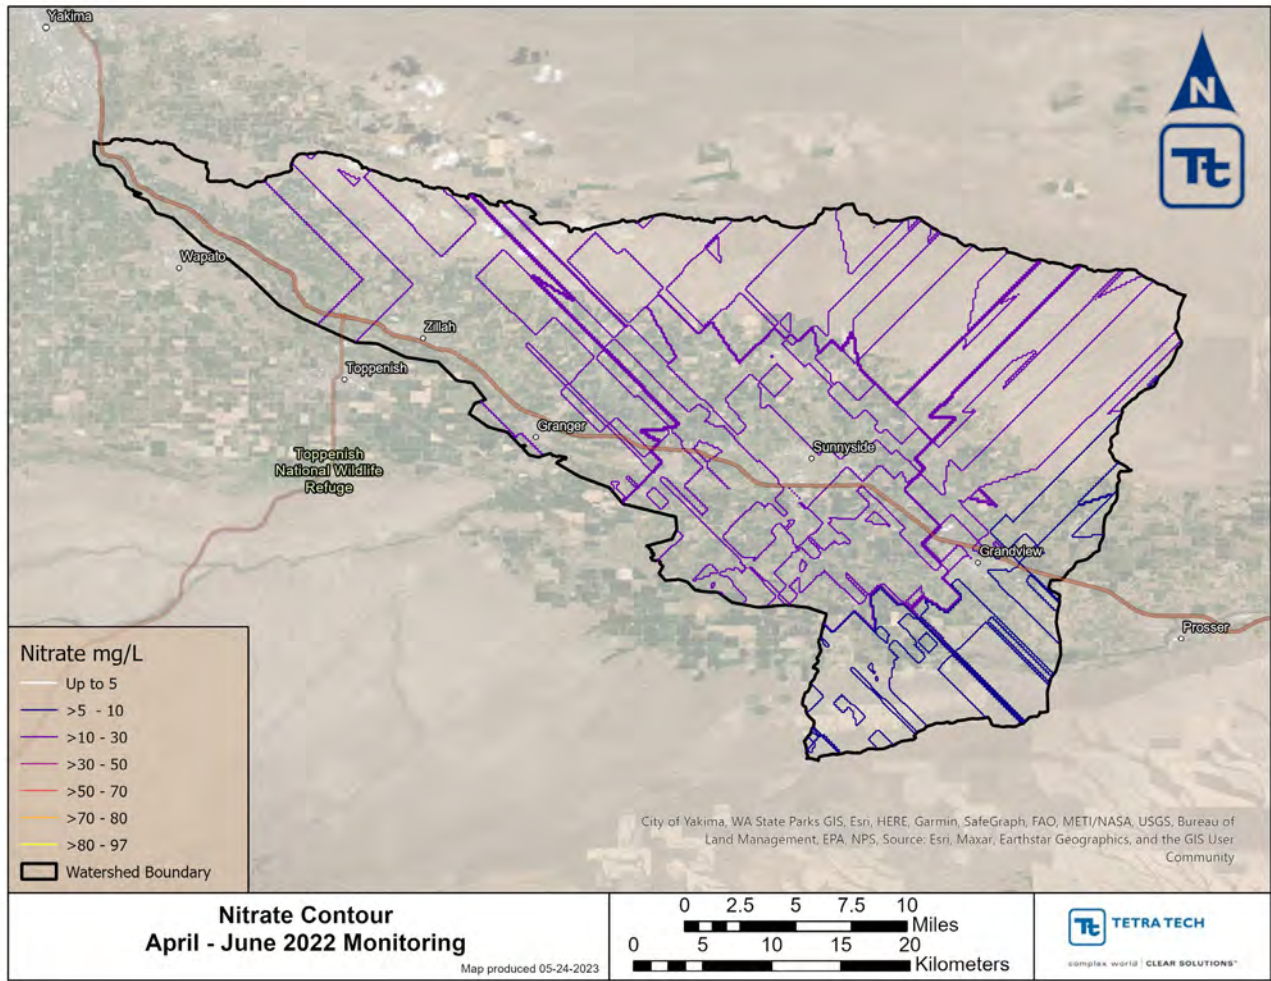 Yakima
N
Tt
Wapato
Zillah
Toppenish
Granger
Sunnyside
Toppenish
National Wildlife
Refuge
Grandview
Prosser
Nitrate mg/L
Up to 5
>5 - 10
>10 - 30
>30 - 50
>50 - 70
>70 - 80
>80 - 97
Watershed Boundary
City of Yakima, WA State Parks GIS, Esri, HERE, Garmin, SafeGraph, FAO, METI/NASA, USGS, Bureau of
Land Management, EPA, NPS, Source: Esri, Maxar, Earthstar Geographics, and the GIS User
Community
Nitrate Contour
April - June 2022 Monitoring
Map produced 05-24-2023
0 2.5 5 7.5 10
Miles
0 5 10 15 20
Kilometers
Tt TETRA TECH
complex world | CLEAR SOLUTIONS™